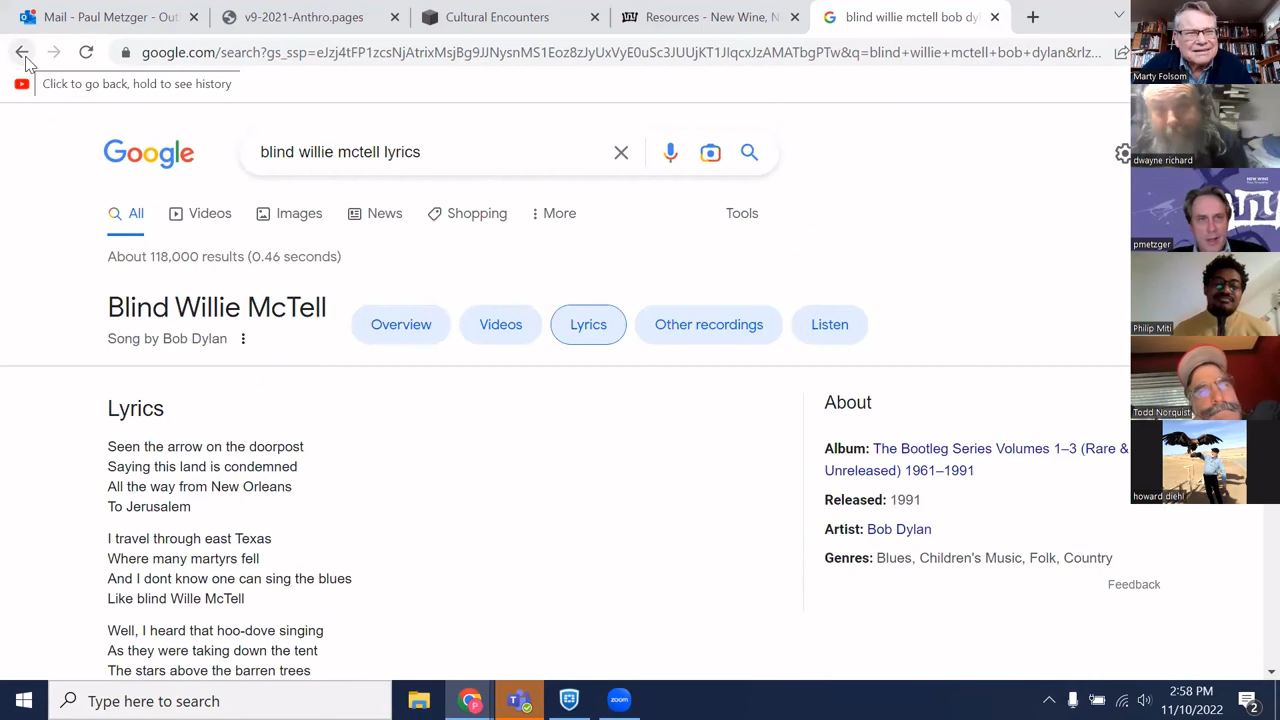 Mail - Paul Metzger - Out
v9-2021-Anthro.pages
Cultural Encounters
Resources - New Wine, N
blind willie mctell bob dy
google.com/search?gs_ssp=eJzj4tFP1zcsNjAtrixMsjBg9JJNysnMS1Eoz8zJyUxVyE0uSc3JUUjKT1JIqcxJzAMATbgPTw&q=blind+willie+mctell+bob+dylan&rlz...
Click to go back, hold to see history
Google
blind willie mctell lyrics
All
Videos
Images
News
Shopping
More
Tools
About 118,000 results (0.46 seconds)
Blind Willie McTell
Song by Bob Dylan
Overview
Videos
Lyrics
Other recordings
Listen
Lyrics
Seen the arrow on the doorpost
Saying this land is condemned
All the way from New Orleans
To Jerusalem
I travel through east Texas
Where many martyrs fell
And I dont know one can sing the blues
Like blind Wille McTell
Well, I heard that hoo-dove singing
As they were taking down the tent
The stars above the barren trees
About
Album: The Bootleg Series Volumes 1–3 (Rare &
Unreleased) 1961–1991
Released: 1991
Artist: Bob Dylan
Genres: Blues, Children's Music, Folk, Country
Feedback
Marty Folsom
dwayne richard
NEW WINE
pmetzger
Philip Miti
Todd Norquist
howard diehl
Type here to search
2:58 PM
11/10/2022
2